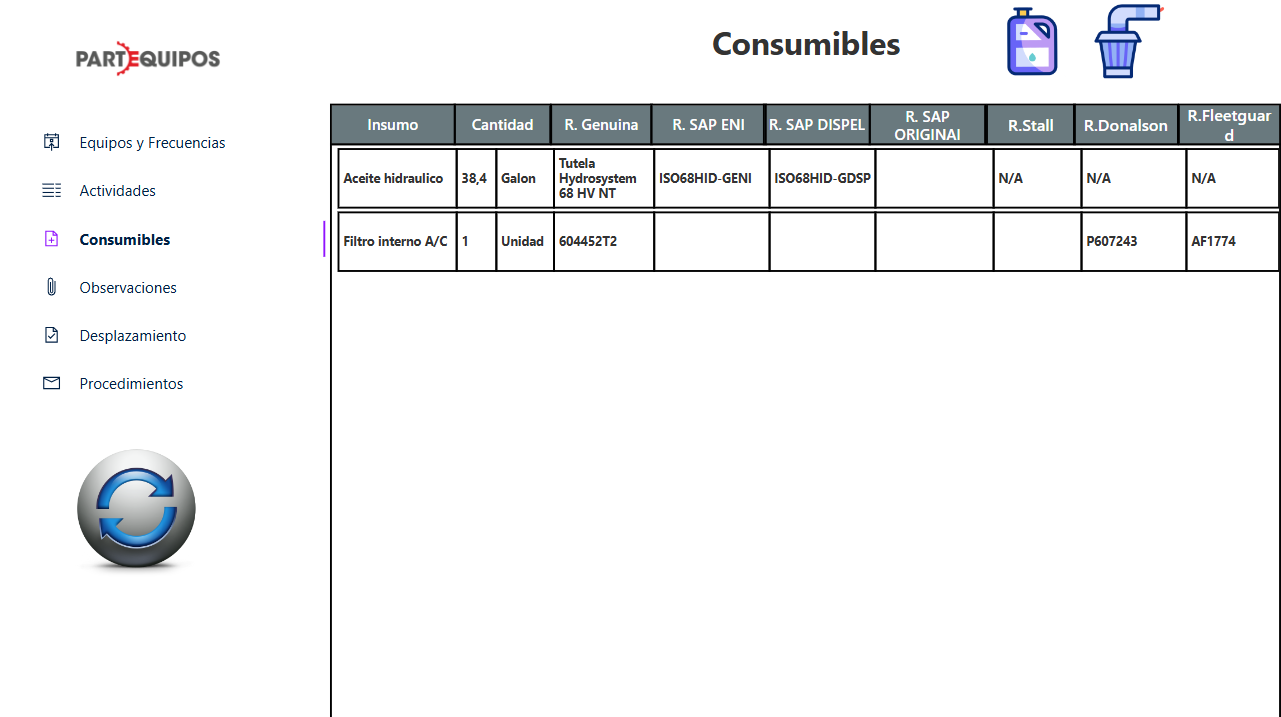 PARTEQUIPOS
Consumibles
Equipos y Frecuencias
Actividades
Consumibles
Observaciones
Desplazamiento
Procedimientos
Insumo Cantidad R. Genuina R. SAP ENI R. SAP DISPEL R. SAP ORIGINAl R.Stall R.Donalson R.Fleetguar
d
Aceite hidraulico 38,4 Galon Tutela Hydrosystem 68 HV NT ISO68HID-GENI ISO68HID-GDSP N/A N/A N/A
Filtro interno A/C 1 Unidad 604452T2 P607243 AF1774